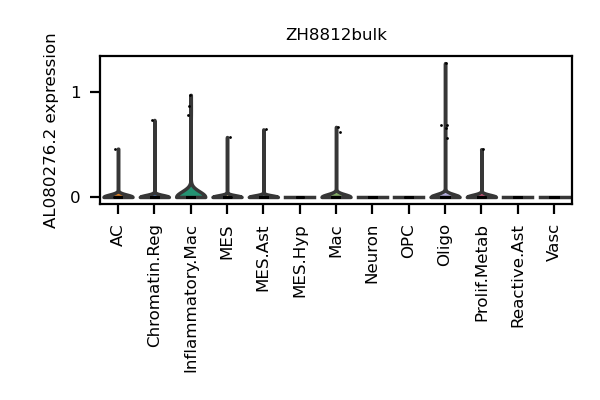 ZH8812bulk
AL080276.2 expression
1
0
AC
Chromatin.Reg
Inflammatory.Mac
MES
MES.Ast
MES.Hyp
Mac
Neuron
OPC
Oligo
Prolif.Metab
Reactive.Ast
Vasc